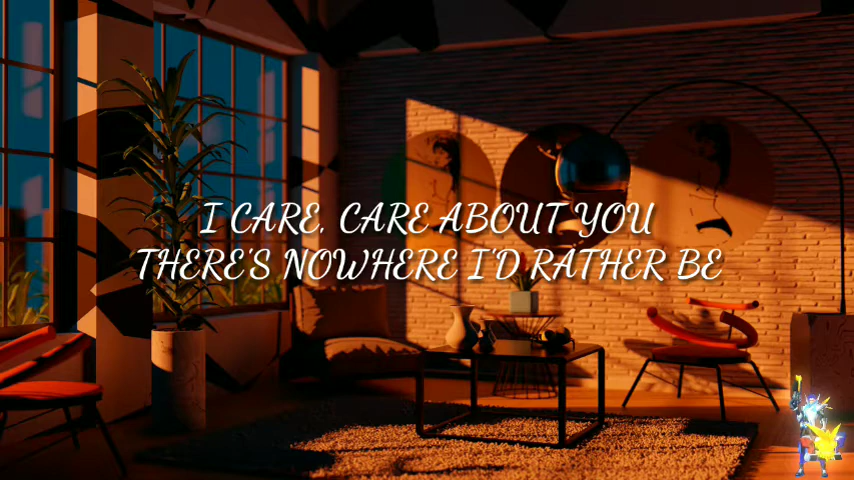 I CARE, CARE ABOUT YOU
THERE'S NOWHERE I'D RATHER BE